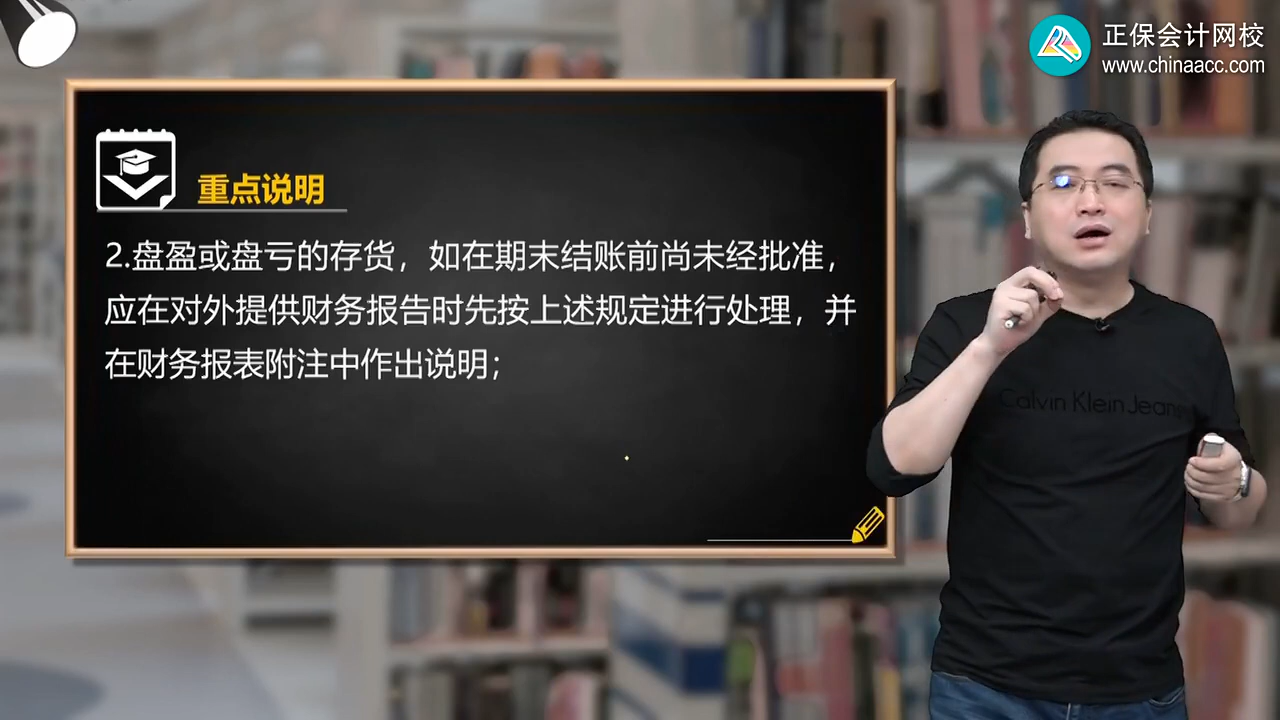 正保会计网校
www.chinaacc.com
重点说明
2.盘盈或盘亏的存货，如在期末结账前尚未经批准，
应在对外提供财务报告时先按上述规定进行处理，并
在财务报表附注中作出说明；
Calvin Klein Jeans